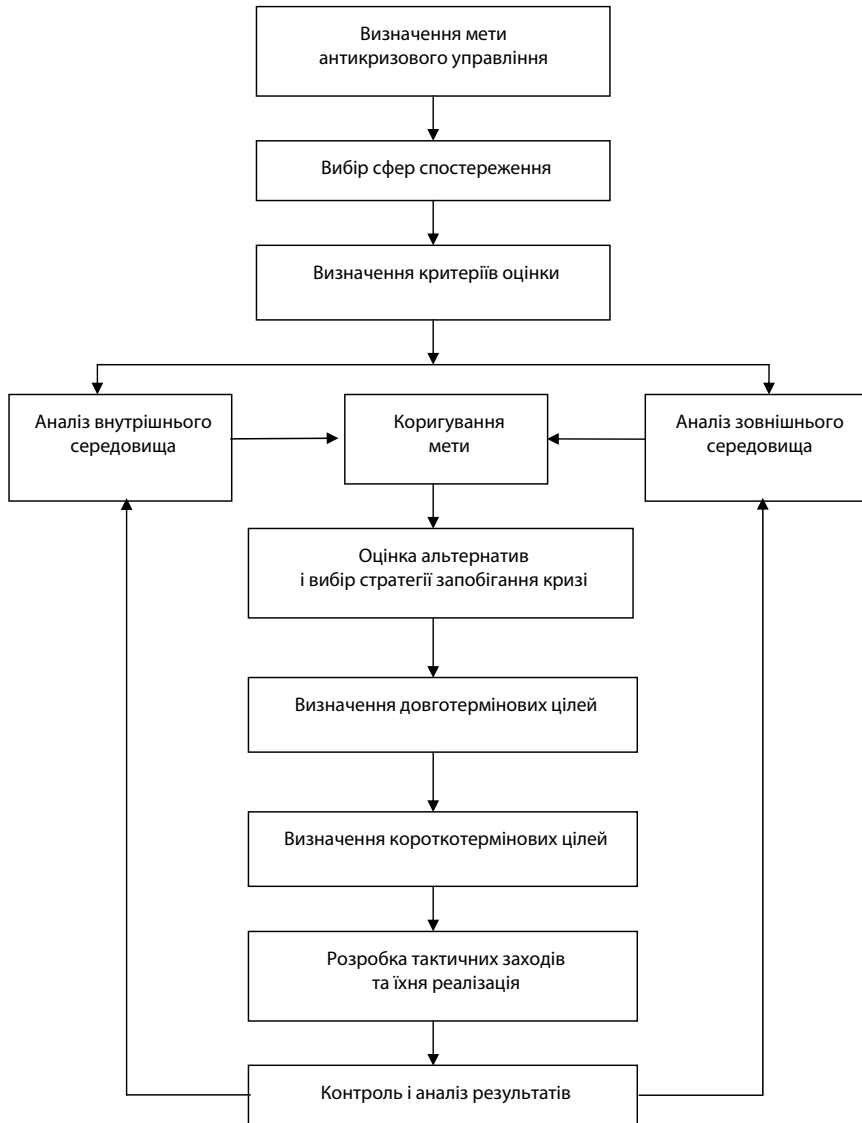 Визначення мети
антикризового управління
Вибір сфер спостереження
Визначення критеріїв оцінки
Аналіз внутрішнього
середовища
Коригування
мети
Аналіз зовнішнього
середовища
Оцінка альтернатив
і вибір стратегії запобігання кризі
Визначення довготермінових цілей
Визначення короткотермінових цілей
Розробка тактичних заходів
та їхня реалізація
Контроль і аналіз результатів